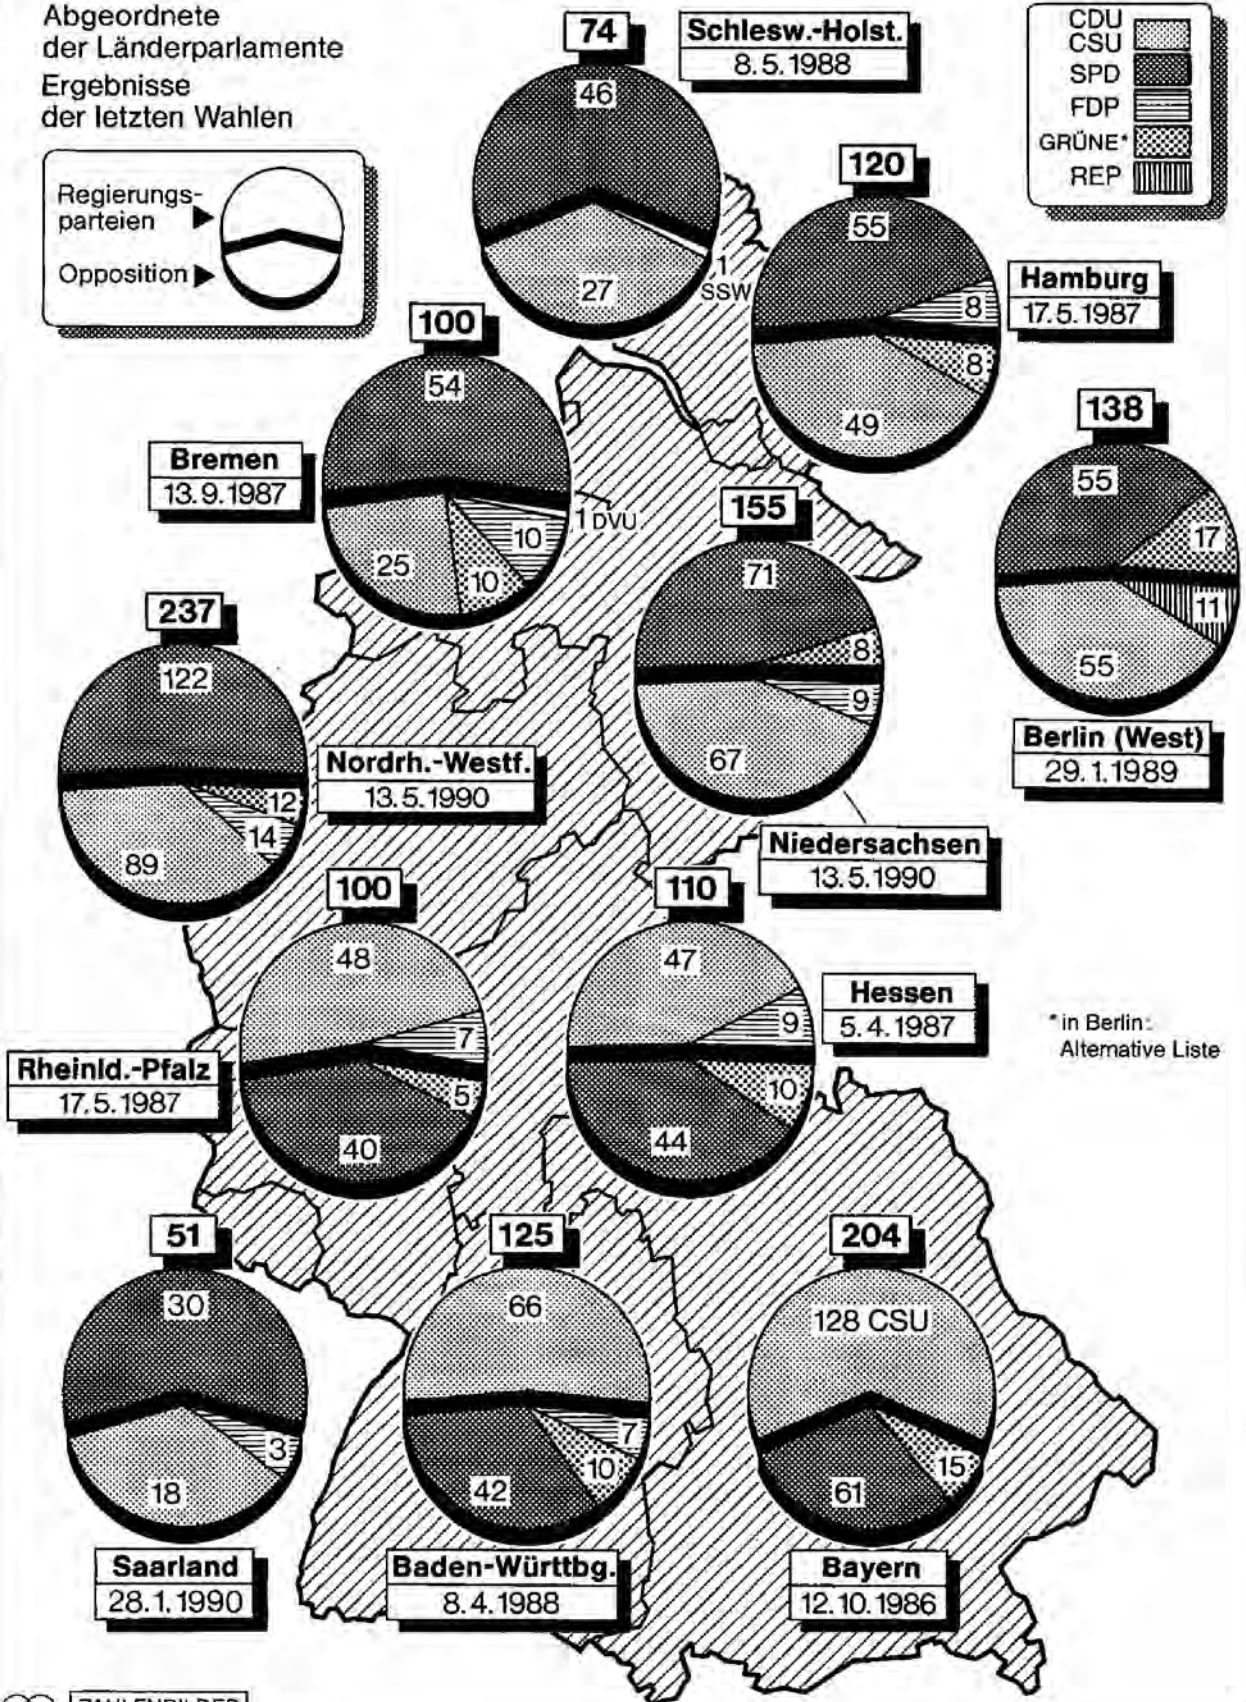 Abgeordnete
der Länderparlamente
Ergebnisse
der letzten Wahlen
Regierungs-
parteien
Opposition
CDU
CSU
SPD
FDP
GRÜNE*
REP
74
Schlesw.-Holst.
8.5.1988
46
27
1
SSW
120
Hamburg
17.5.1987
55
8
8
49
100
Bremen
13.9.1987
54
25
10
10
1 DVU
138
55
17
11
55
Berlin (West)
29.1.1989
155
71
8
9
67
Niedersachsen
13.5.1990
237
122
12
14
89
Nordrh.-Westf.
13.5.1990
100
48
7
5
40
Rheinld.-Pfalz
17.5.1987
110
47
9
10
44
Hessen
5.4.1987
* in Berlin:
Alternative Liste
51
30
3
18
Saarland
28.1.1990
125
66
7
10
42
Baden-Württbg.
8.4.1988
204
128 CSU
15
61
Bayern
12.10.1986